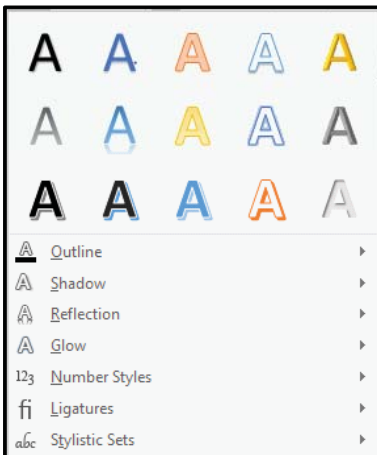 A A A A A
A A A A A
A A A A A
A Outline
A Shadow
A Reflection
A Glow
123 Number Styles
fi Ligatures
abc Stylistic Sets